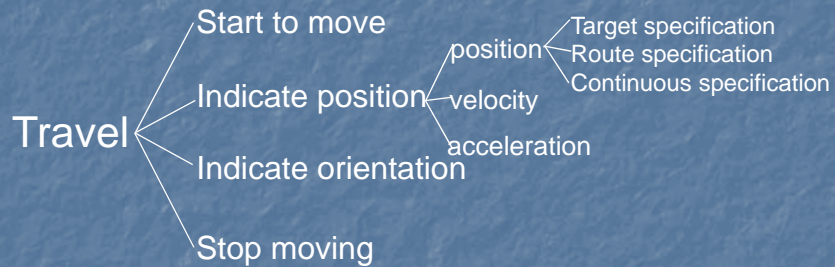 Travel
Start to move
Indicate position
position
Target specification
Route specification
Continuous specification
velocity
acceleration
Indicate orientation
Stop moving